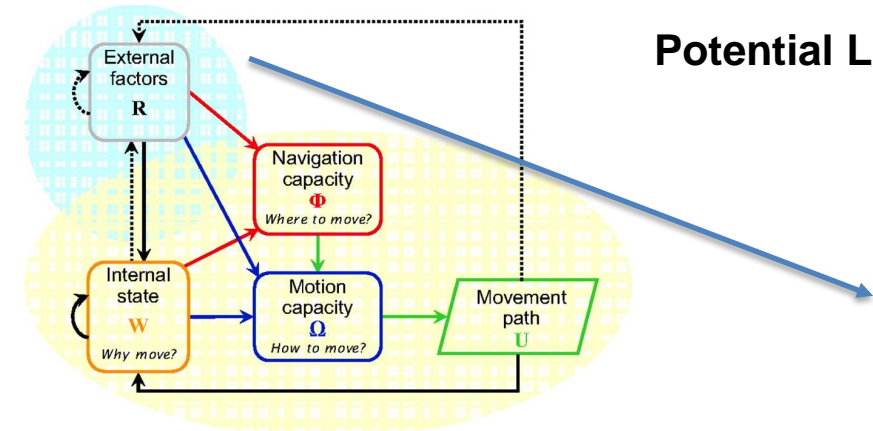 Potential L
External
factors
R
Navigation
capacity
Φ
Where to move?
Internal
state
W
Why move?
Motion
capacity
Ω
How to move?
Movement
path
U